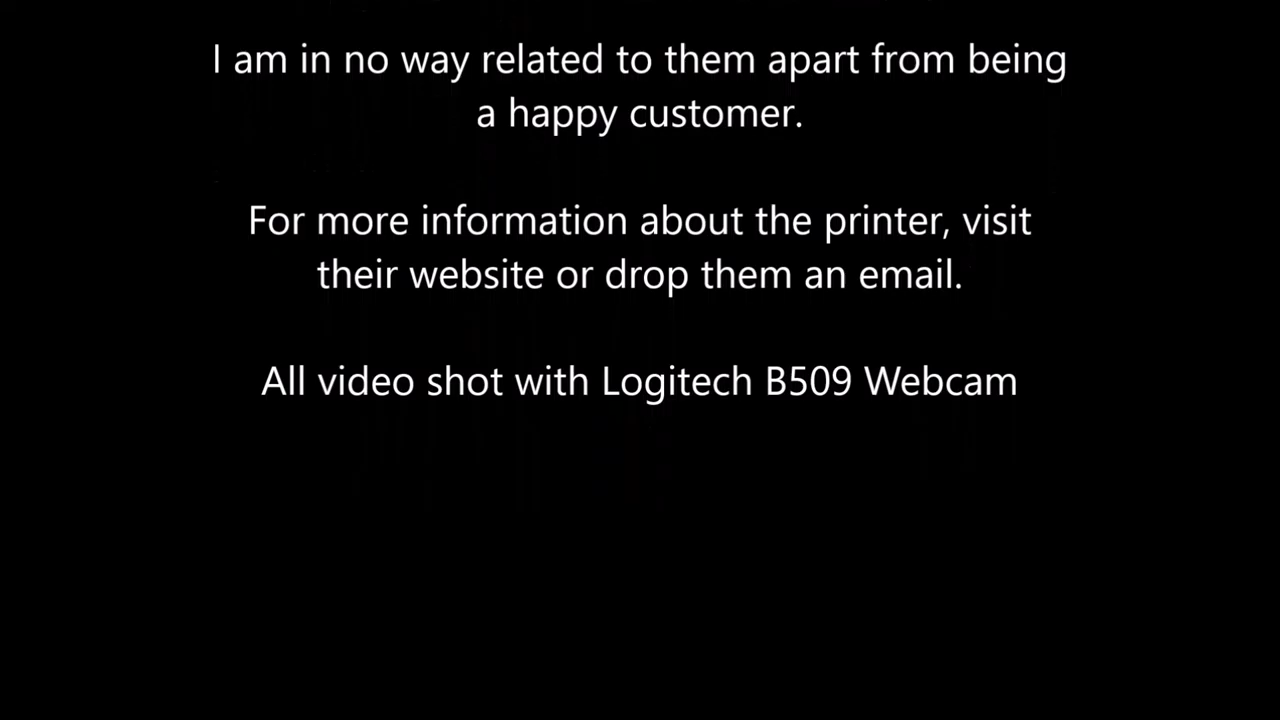 I am in no way related to them apart from being
a happy customer.
For more information about the printer, visit
their website or drop them an email.
All video shot with Logitech B509 Webcam